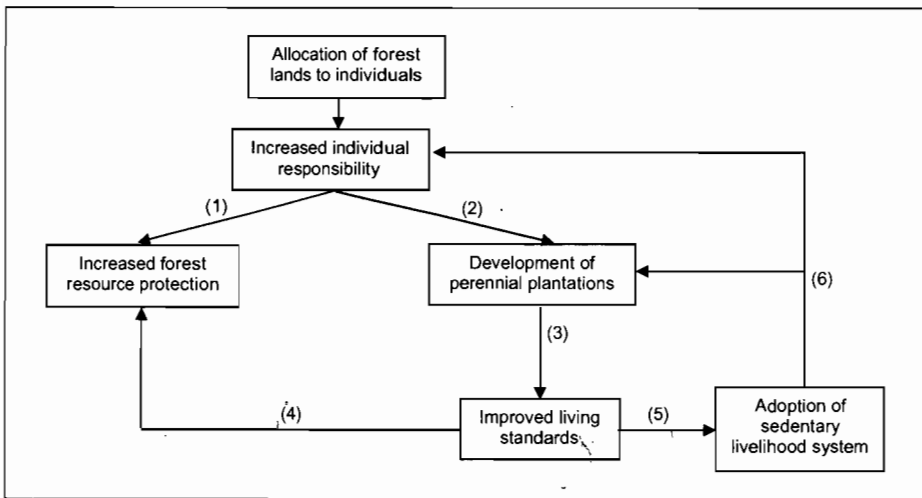 Allocation of forest
lands to individuals
Increased individual
responsibility
(1)
(2)
Increased forest
resource protection
Development of
perennial plantations
(6)
(3)
(4)
Improved living
standards
(5)
Adoption of
sedentary
livelihood system